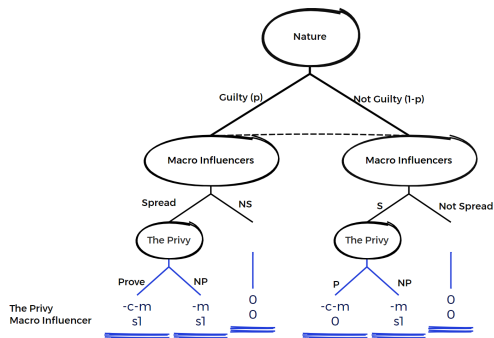 Nature
Guilty (p)
Not Guilty (1-p)
Macro Influencers
Macro Influencers
Spread
NS
S
Not Spread
The Privy
The Privy
Prove
NP
P
NP
The Privy
-c-m
-m
0
-c-m
-m
0
Macro Influencer
s1
s1
0
0
s1
0